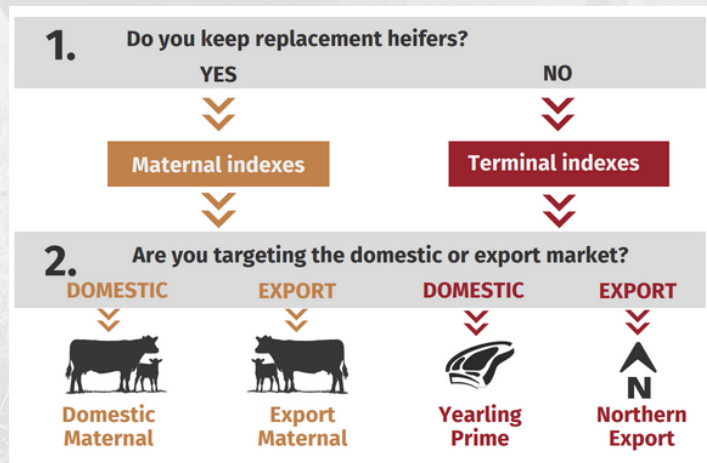 1.
Do you keep replacement heifers?
YES
NO
Maternal indexes
Terminal indexes
2.
Are you targeting the domestic or export market?
DOMESTIC
EXPORT
DOMESTIC
EXPORT
N
Domestic
Maternal
Export
Maternal
Yearling
Prime
Northern
Export